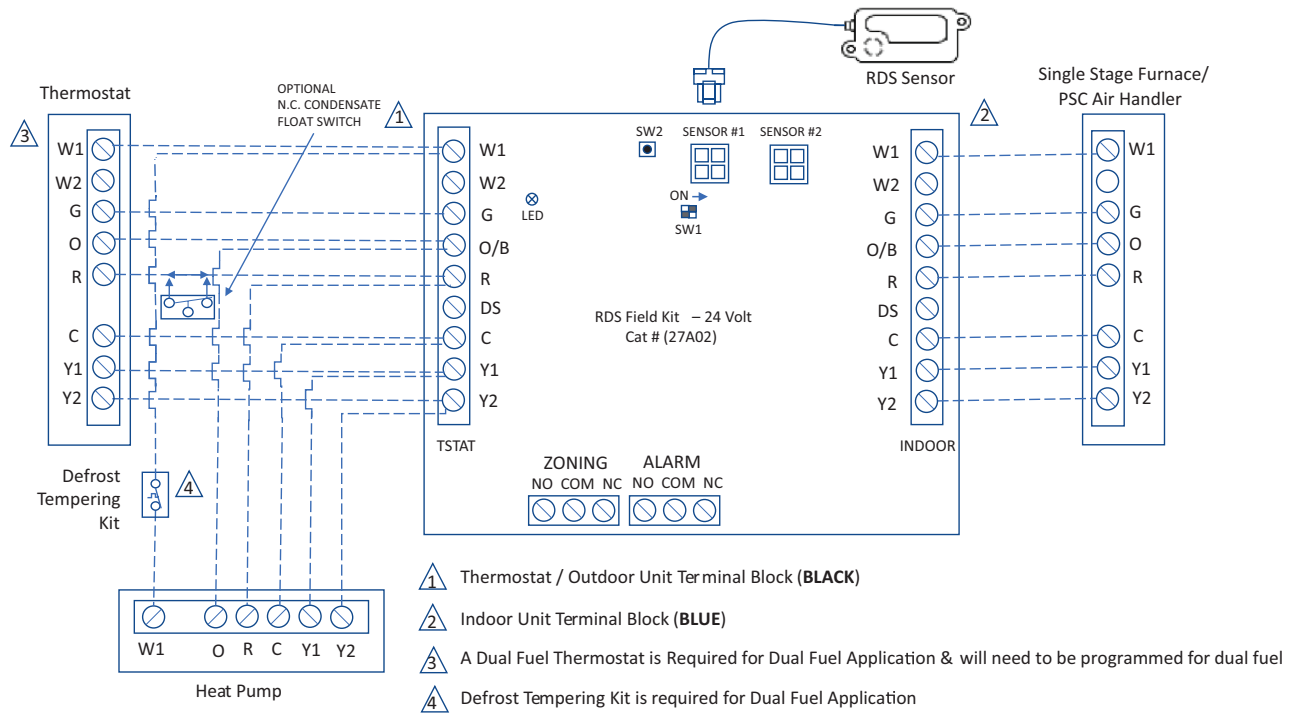 RDS Sensor
Single Stage Furnace/
PSC Air Handler
Thermostat
OPTIONAL
N.C. CONDENSATE
FLOAT SWITCH
3
1
2
W1
W2
G
O
R
C
Y1
Y2
W1
W2
G
O/B
R
DS
C
Y1
Y2
TSTAT
LED
SW2
SENSOR #1
SENSOR #2
ON
SW1
RDS Field Kit – 24 Volt
Cat # (27A02)
W1
W2
G
O/B
R
DS
C
Y1
Y2
INDOOR
W1
G
O
R
C
Y1
Y2
ZONING
NO COM NC
ALARM
NO COM NC
Defrost
Tempering
Kit
4
W1
O
R
C
Y1
Y2
Heat Pump
1 Thermostat / Outdoor Unit Terminal Block (BLACK)
2 Indoor Unit Terminal Block (BLUE)
3 A Dual Fuel Thermostat is Required for Dual Fuel Application & will need to be programmed for dual fuel
4 Defrost Tempering Kit is required for Dual Fuel Application